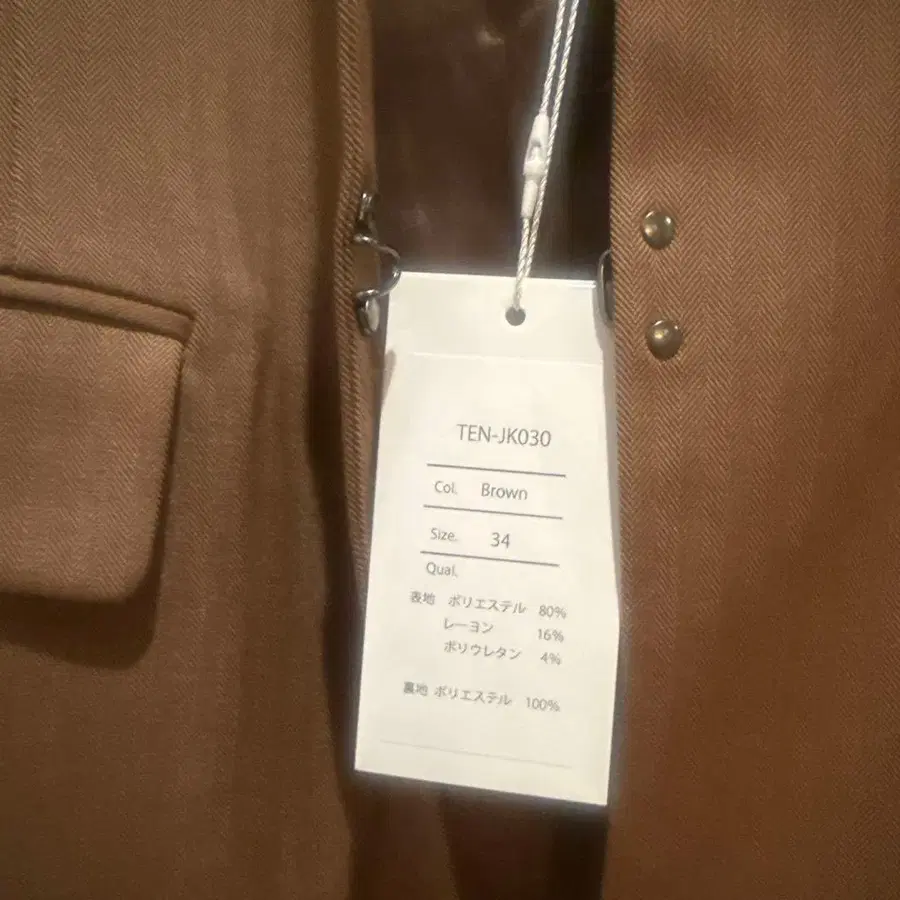 TEN-JK030
Col. Brown
Size. 34
Qual.
表地 ポリエステル 80%
レーヨン 16%
ポリウレタン 4%
裏地 ポリエステル 100%